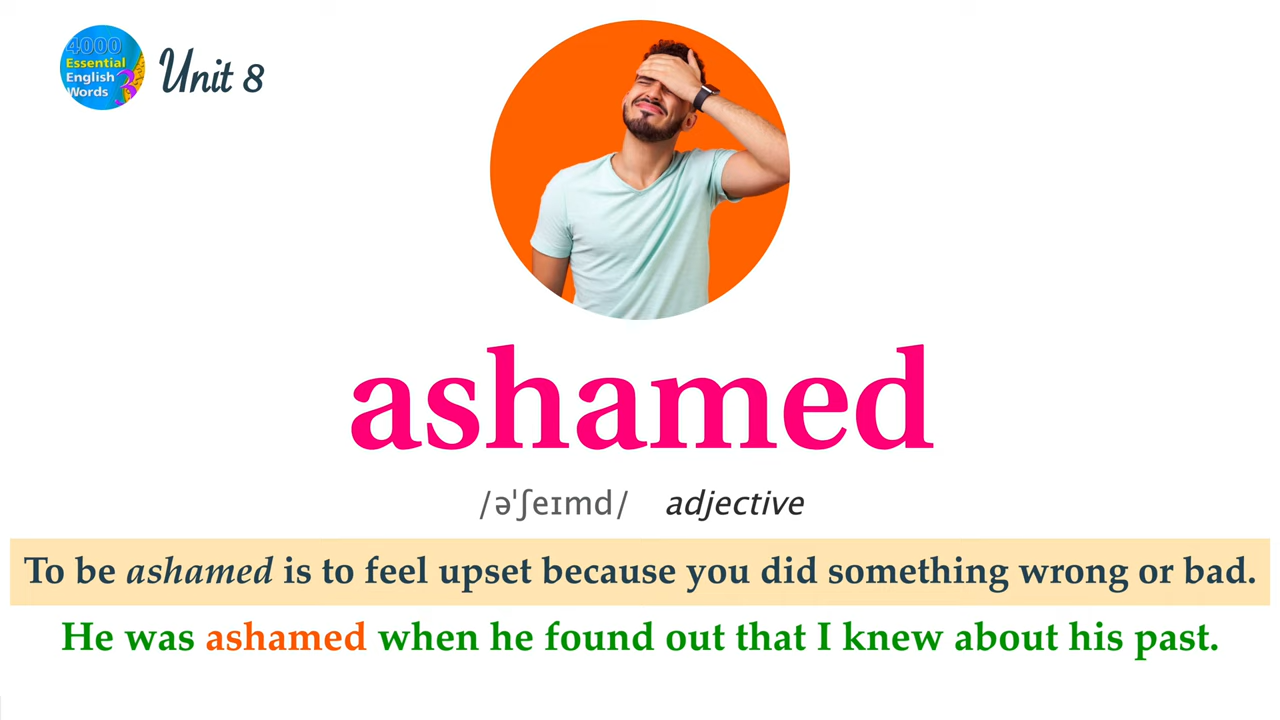 4000
Essential
English
Words 3
Unit 8
ashamed
/əˈʃeɪmd/ adjective
To be ashamed is to feel upset because you did something wrong or bad.
He was ashamed when he found out that I knew about his past.